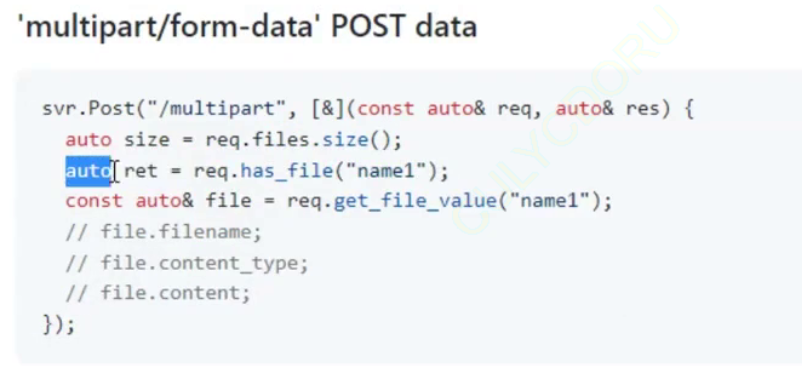 'multipart/form-data' POST data
svr.Post("/multipart", [&](const auto& req, auto& res) {
  auto size = req.files.size();
  auto ret = req.has_file("name1");
  const auto& file = req.get_file_value("name1");
  // file.filename;
  // file.content_type;
  // file.content;
});